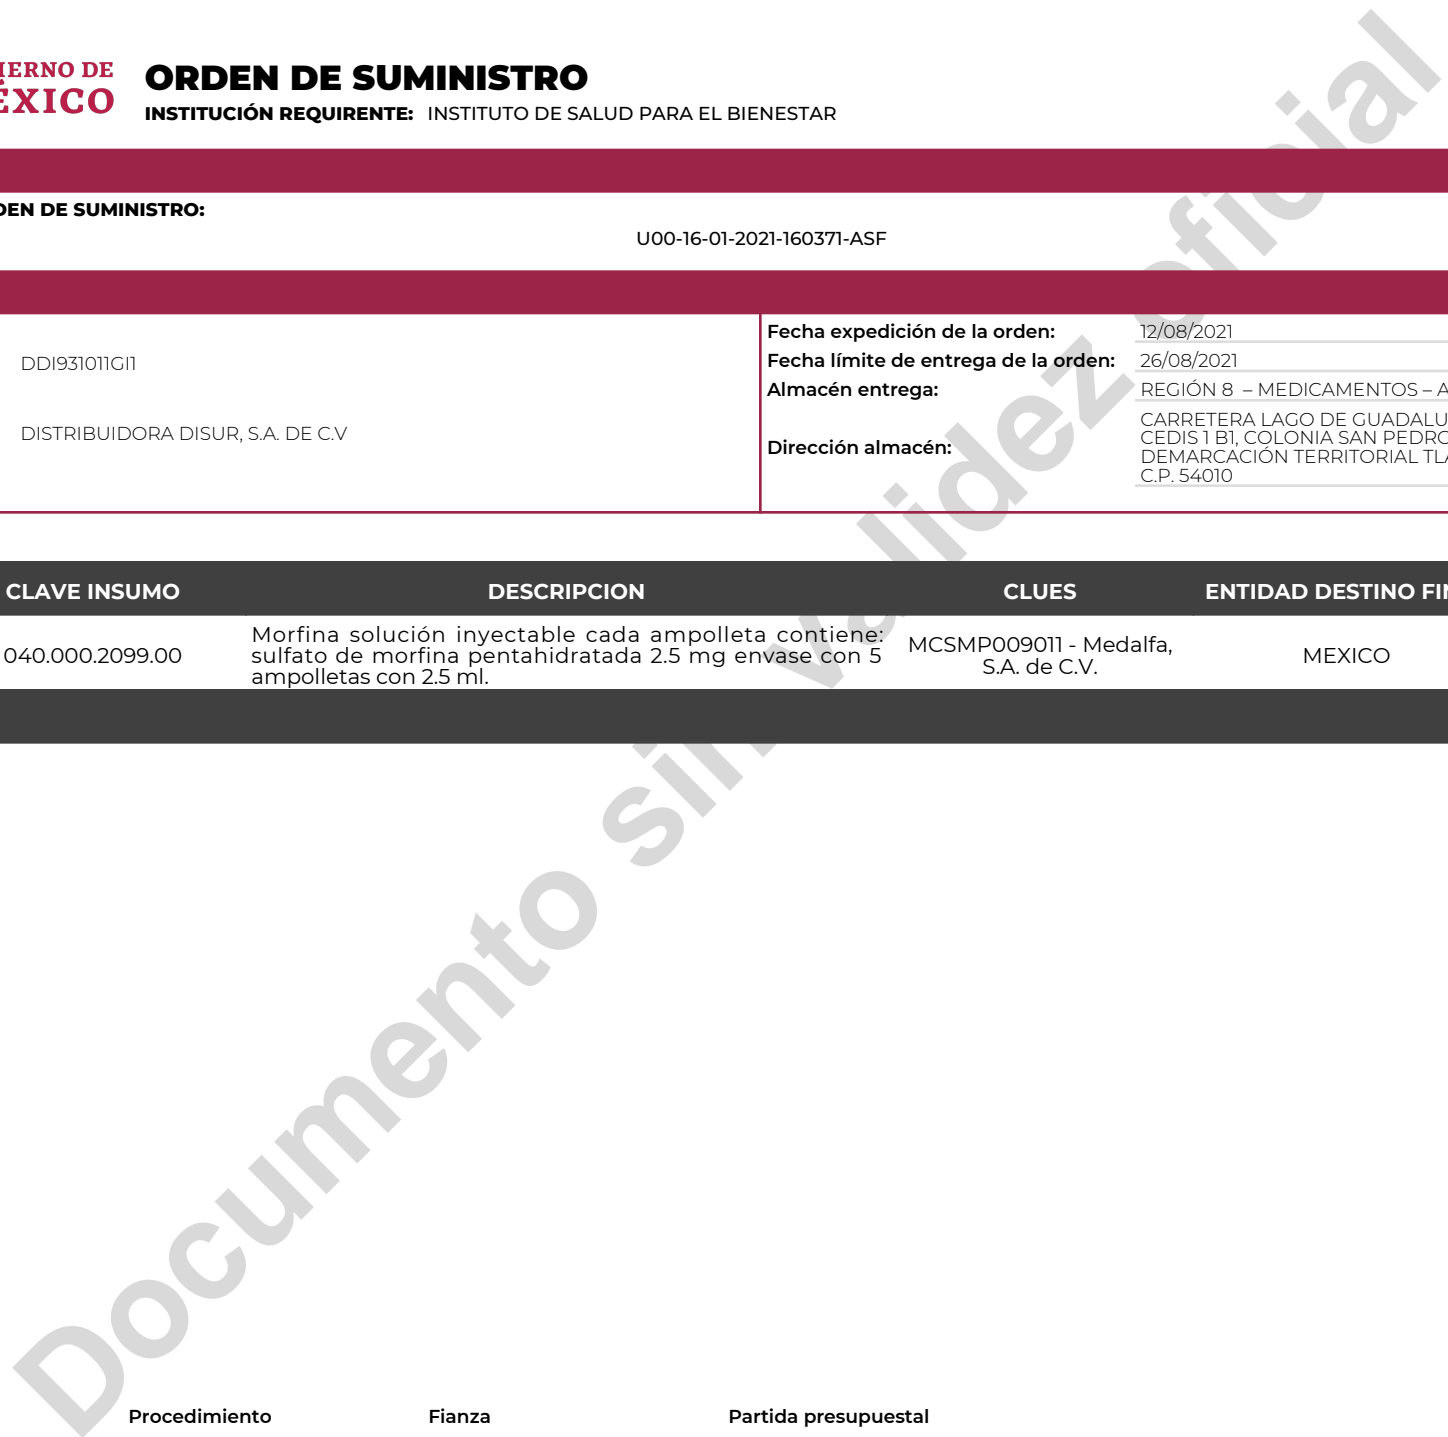 IERNO DE
ÉXICO
ORDEN DE SUMINISTRO
INSTITUCIÓN REQUIRENTE: INSTITUTO DE SALUD PARA EL BIENESTAR
DEN DE SUMINISTRO:
U00-16-01-2021-160371-ASF
DDI931011GI1
DISTRIBUIDORA DISUR, S.A. DE C.V
Fecha expedición de la orden: 12/08/2021
Fecha límite de entrega de la orden: 26/08/2021
Almacén entrega: REGIÓN 8 – MEDICAMENTOS – A
Dirección almacén: CARRETERA LAGO DE GUADALU
CEDIS 1 B1, COLONIA SAN PEDRO
DEMARCACIÓN TERRITORIAL TLA
C.P. 54010
CLAVE INSUMO DESCRIPCION CLUES ENTIDAD DESTINO FIN
040.000.2099.00
Morfina solución inyectable cada ampolleta contiene:
sulfato de morfina pentahidratada 2.5 mg envase con 5
ampolletas con 2.5 ml.
MCSMP009011 - Medalfa,
S.A. de C.V.
MEXICO
Documento sin validez oficial
Procedimiento Fianza Partida presupuestal